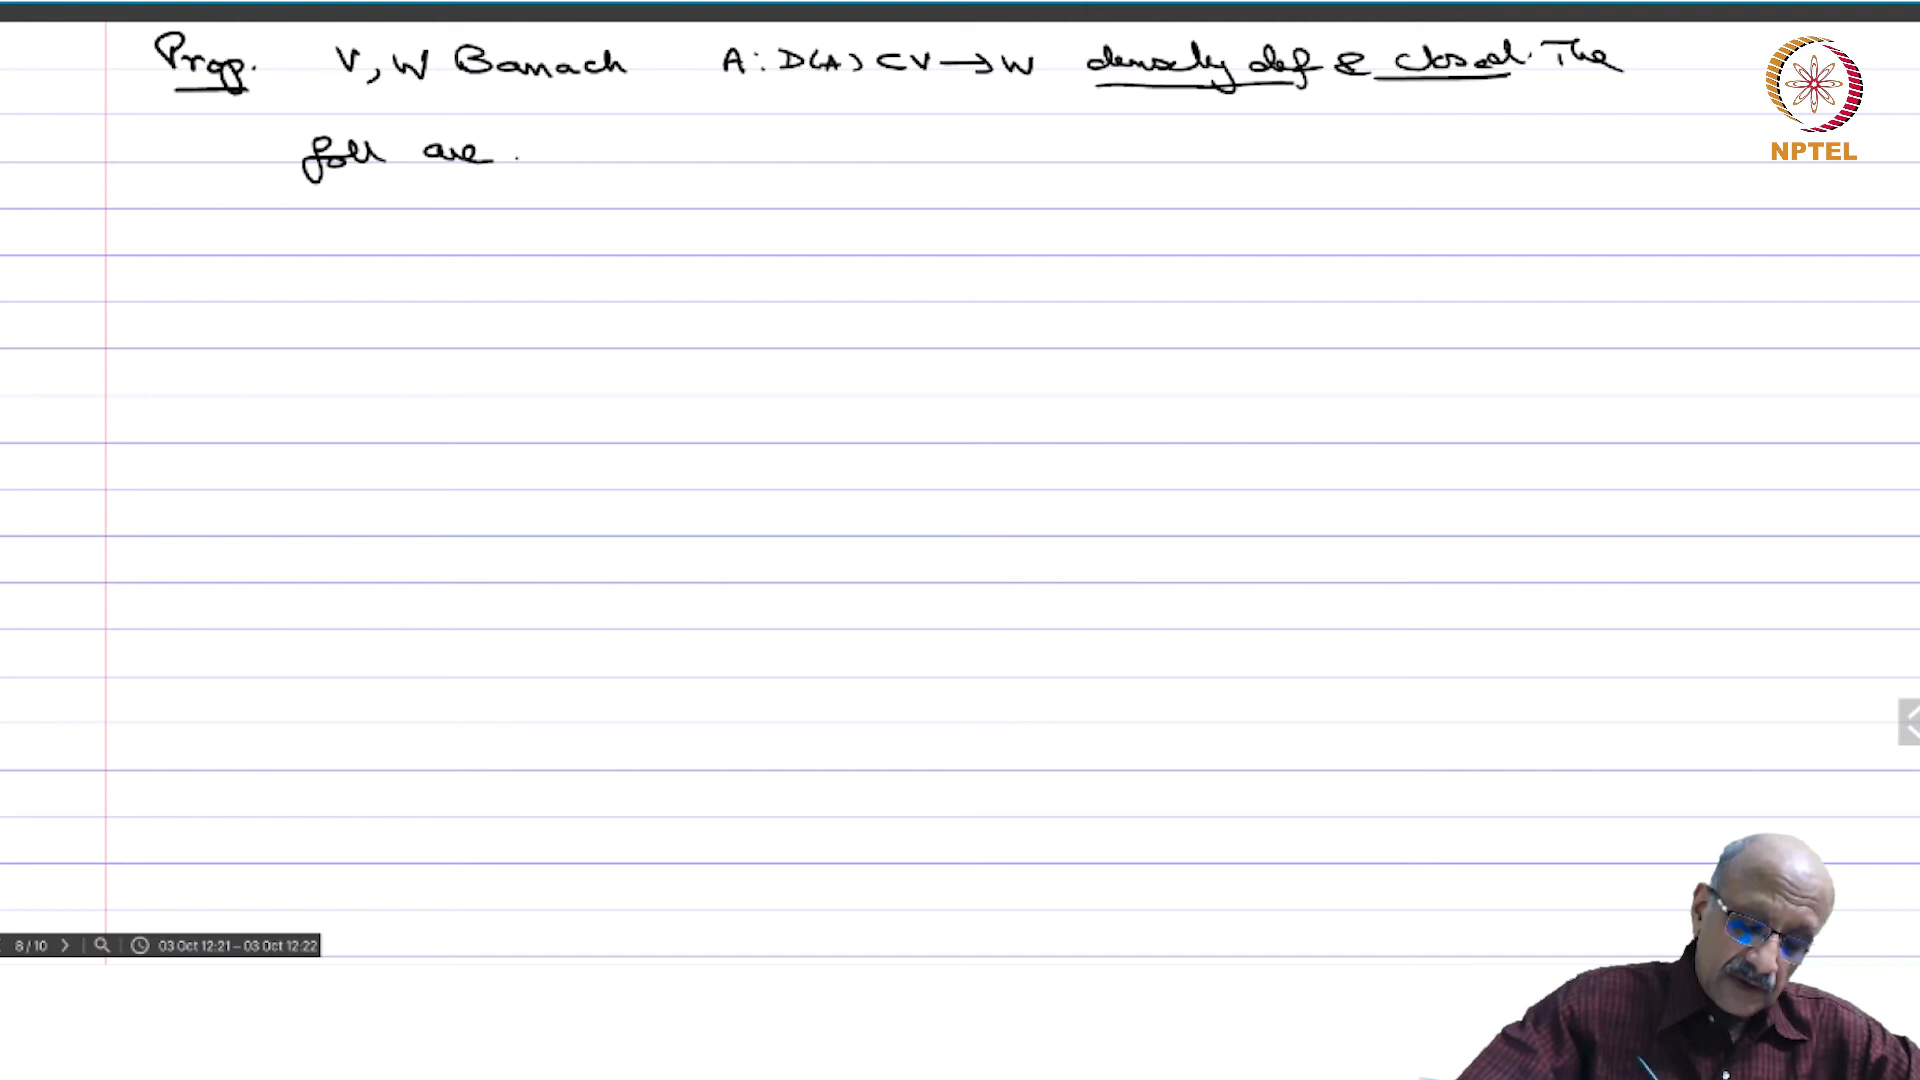 Prop. V, W Banach A: D(A) ⊂ V → W densely def & closed. The
foll are.
NPTEL
8/10 03 Oct 12:21 – 03 Oct 12:22